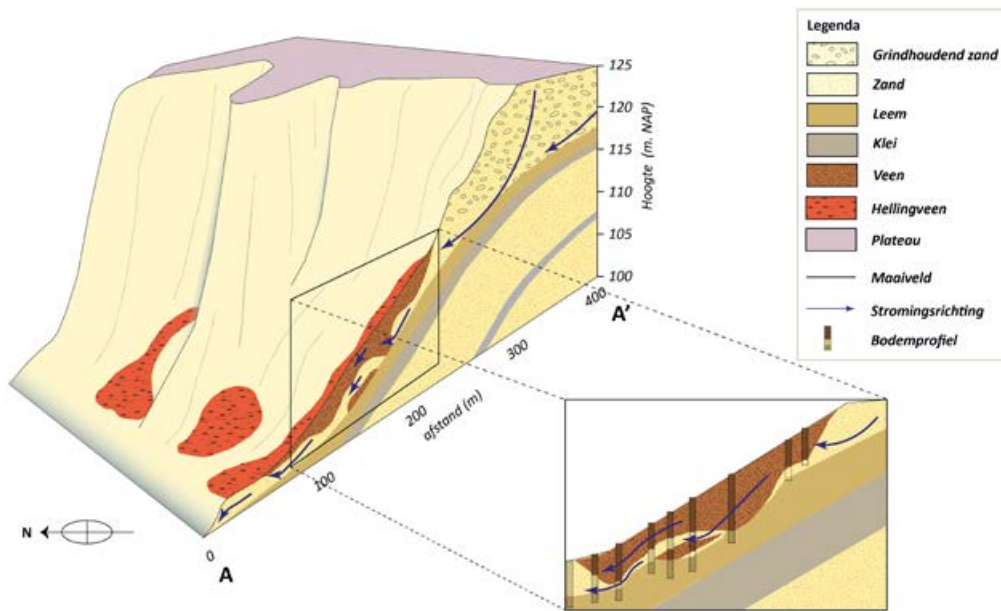 Legenda
Grindhoudend zand
Zand
Leem
Klei
Veen
Hellingveen
Plateau
Maaiveld
Stromingsrichting
Bodemprofiel
125
120
115
110
105
100
Hoogte (m. NAP)
400
300
200
100
0
afstand (m)
A'
A
N